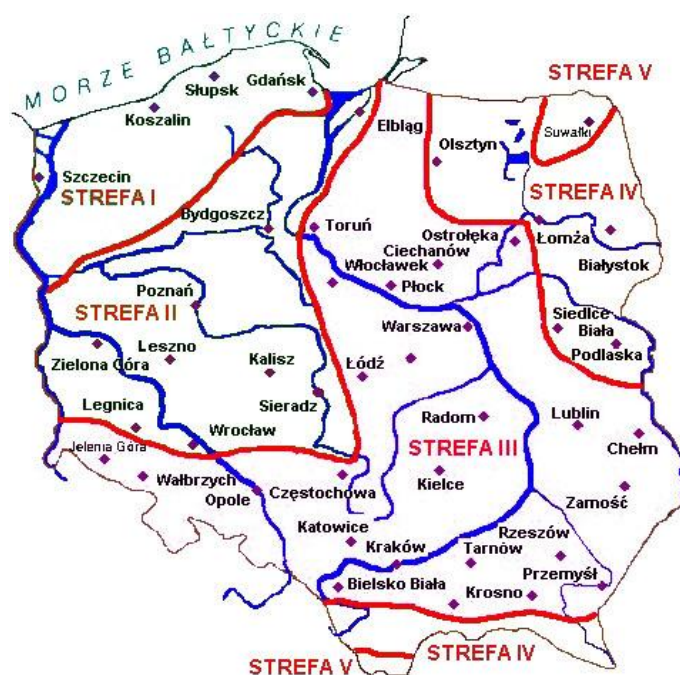 MORZE BAŁTYCKIE
STREFA V
Słupsk
Gdańsk
Koszalin
Elbląg
Suwałki
Olsztyn
Szczecin
STREFA I
STREFA IV
Bydgoszcz
Toruń
Ostrołęka
Łomża
Ciechanów
Białystok
Włocławek
Poznań
Płock
STREFA II
Siedlce
Warszawa
Biała
Podlaska
Leszno
Zielona Góra
Kalisz
Łódź
Sieradz
Legnica
Radom
Lublin
Wrocław
STREFA III
Chełm
Jelenia Góra
Wałbrzych
Opole
Częstochowa
Kielce
Zamość
Katowice
Rzeszów
Kraków
Tarnów
Przemyśl
Bielsko Biała
Krosno
STREFA IV
STREFA V